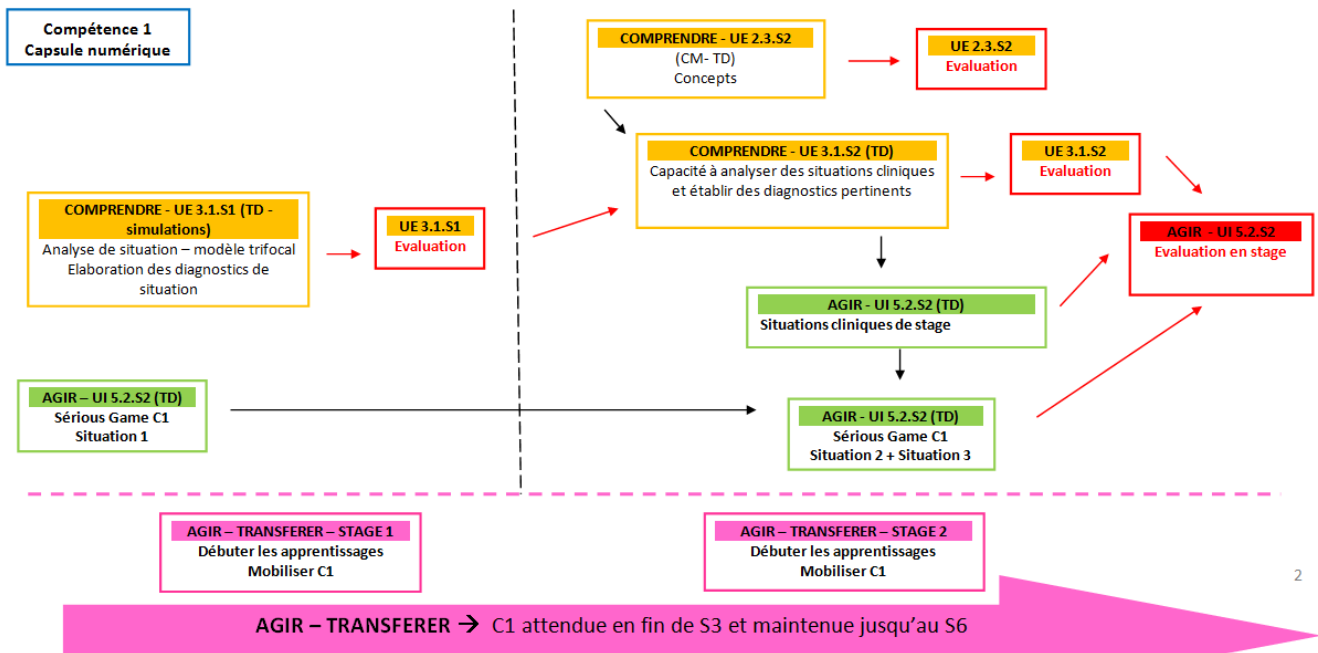 Compétence 1
Capsule numérique
COMPRENDRE - UE 2.3.S2
(CM- TD)
Concepts
UE 2.3.S2
Evaluation
COMPRENDRE - UE 3.1.S2 (TD)
Capacité à analyser des situations cliniques
et établir des diagnostics pertinents
UE 3.1.S2
Evaluation
COMPRENDRE - UE 3.1.S1 (TD -
simulations)
Analyse de situation – modèle trifocal
Elaboration des diagnostics de
situation
UE 3.1.S1
Evaluation
AGIR - UI 5.2.S2
Evaluation en stage
AGIR - UI 5.2.S2 (TD)
Situations cliniques de stage
AGIR – UI 5.2.S2 (TD)
Sérious Game C1
Situation 1
AGIR - UI 5.2.S2 (TD)
Sérious Game C1
Situation 2 + Situation 3
AGIR – TRANSFERER – STAGE 1
Débuter les apprentissages
Mobiliser C1
AGIR – TRANSFERER – STAGE 2
Débuter les apprentissages
Mobiliser C1
2
AGIR – TRANSFERER → C1 attendue en fin de S3 et maintenue jusqu’au S6